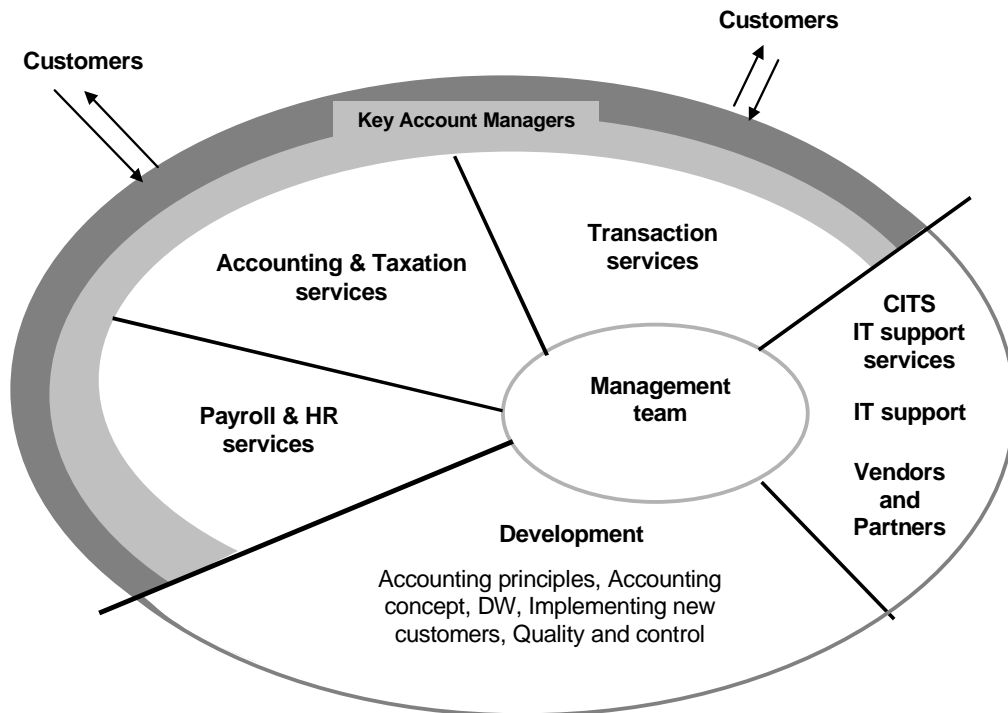 Customers
Customers
Key Account Managers
Transaction
services
Accounting & Taxation
services
CITS
IT support
services
IT support
Vendors
and
Partners
Management
team
Payroll & HR
services
Development
Accounting principles, Accounting
concept, DW, Implementing new
customers, Quality and control